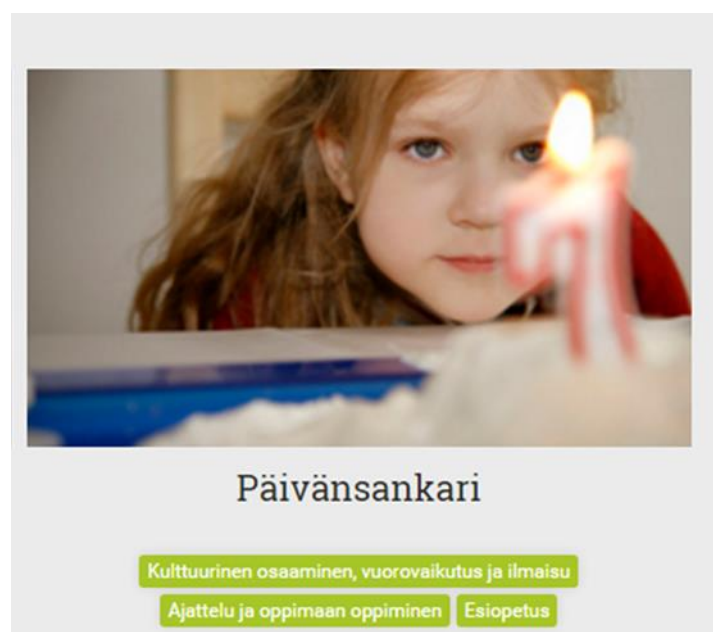 Päivänsankari
Kulttuurinen osaaminen, vuorovaikutus ja ilmaisu
Ajattelu ja oppimaan oppiminen Esiopetus